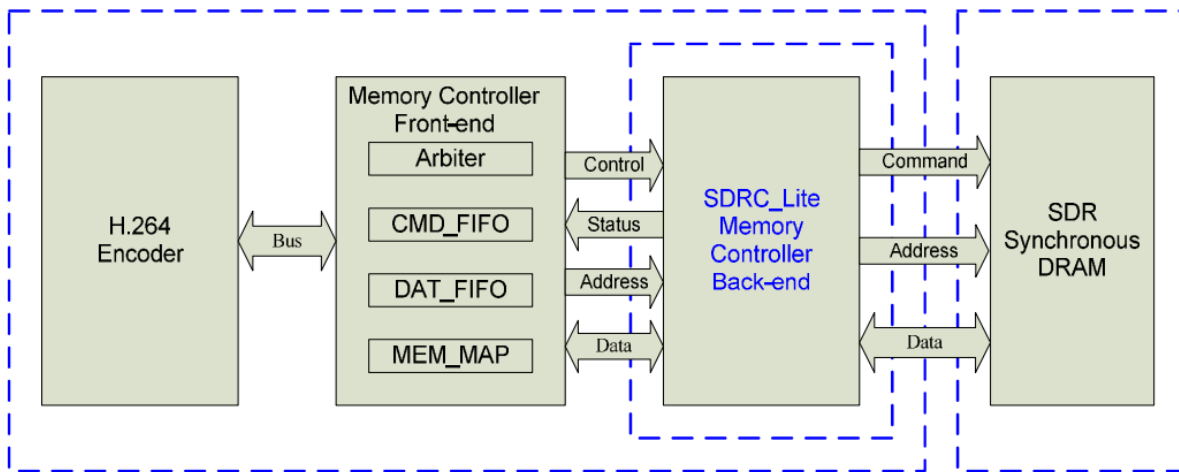 H.264
Encoder
Bus
Memory Controller
Front-end
Arbiter
CMD_FIFO
DAT_FIFO
MEM_MAP
Control
Status
Address
Data
SDRC_Lite
Memory
Controller
Back-end
Command
Address
Data
SDR
Synchronous
DRAM